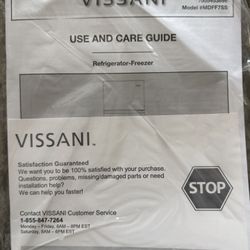 VISSANI
Model #MDFF7SS
USE AND CARE GUIDE
Refrigerator-Freezer
VISSANI™
Satisfaction Guaranteed
We want you to be 100% satisfied with your purchase.
Questions, problems, missing/damaged parts or need
installation help?
We can help you faster!
STOP
Contact VISSANI Customer Service
1-855-847-7264
Monday – Friday, 8AM – 8PM EST
Saturday, 8AM – 6PM EST